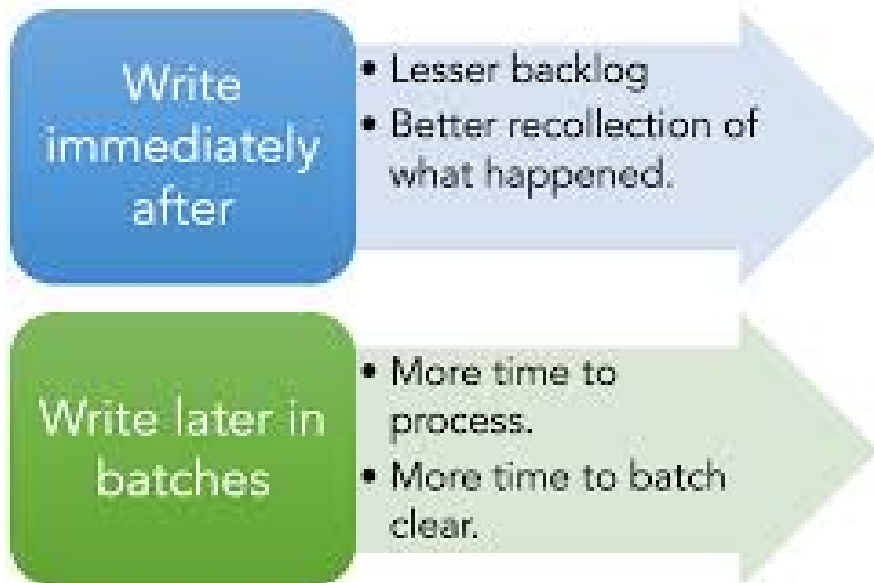 Write
immediately
after
• Lesser backlog
• Better recollection of
what happened.
Write later in
batches
• More time to
process.
• More time to batch
clear.